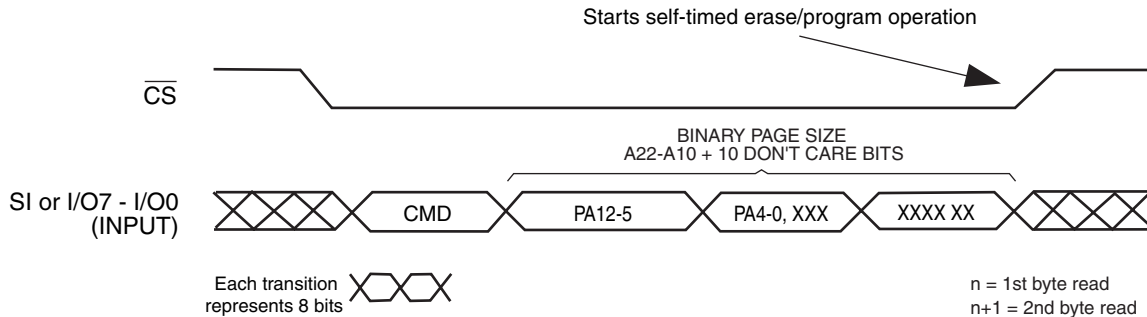 Starts self-timed erase/program operation
CS
BINARY PAGE SIZE
A22-A10 + 10 DON'T CARE BITS
SI or I/O7 - I/O0
(INPUT)
CMD
PA12-5
PA4-0, XXX
XXXX XX
Each transition
represents 8 bits
n = 1st byte read
n+1 = 2nd byte read